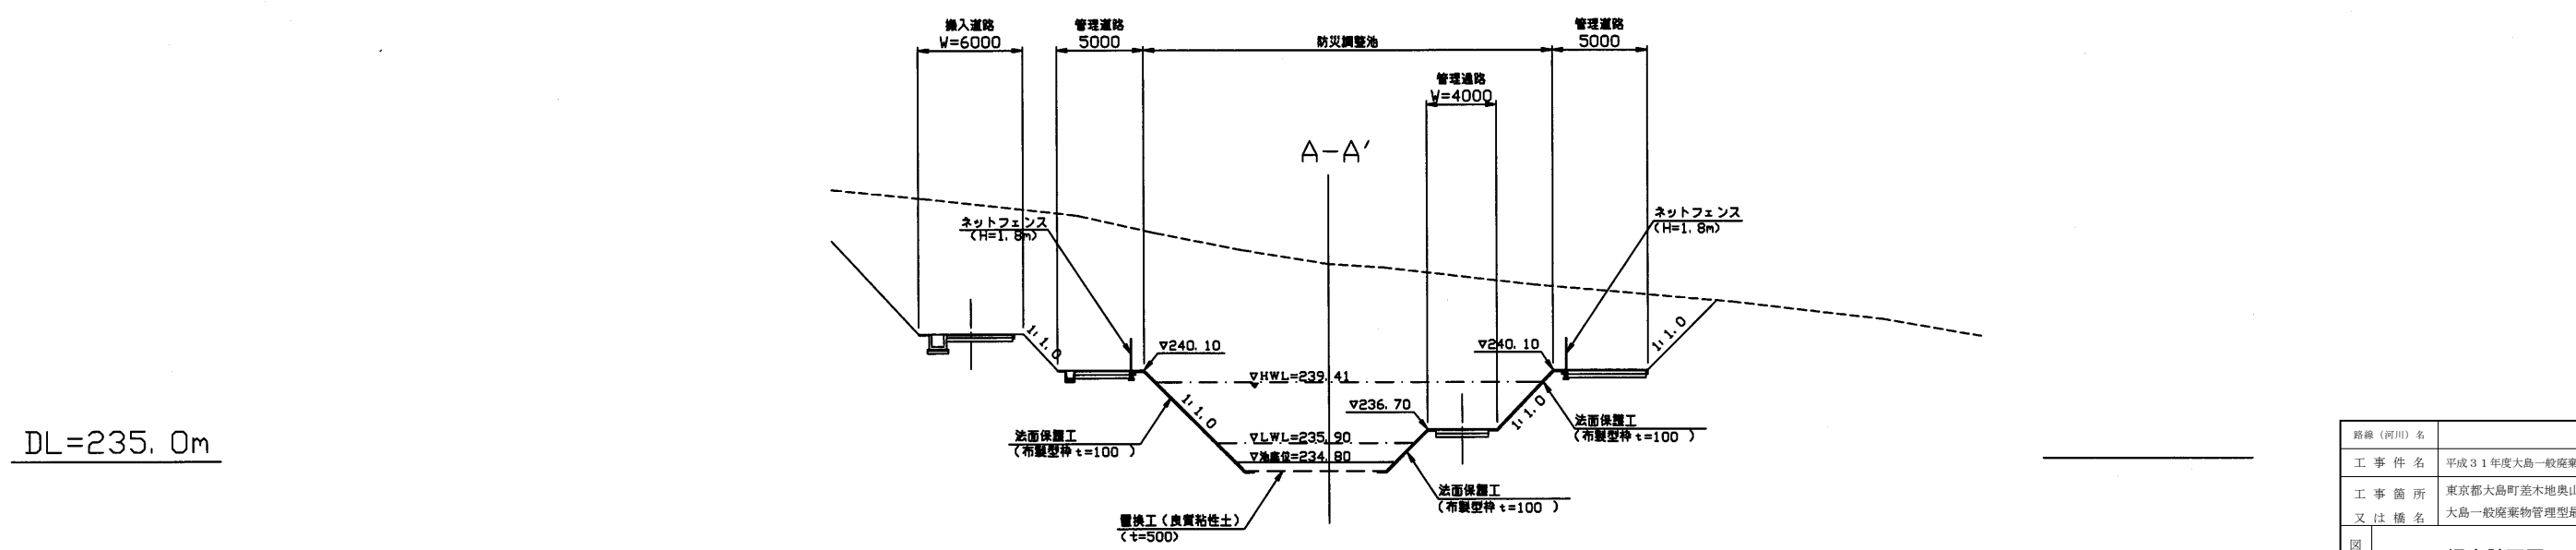 搬入道路
W=6000
管理道路
5000
防災調整池
管理道路
5000
管理通路
W=4000
A-A'
ネットフェンス
(H=1.8m)
ネットフェンス
(H=1.8m)
1:1.0
1:1.0
▽240.10
▽240.10
▽HWL=239.41
1:1.0
▽236.70
1:1.0
法面保護工
(布製型枠 t=100 )
法面保護工
(布製型枠 t=100 )
▽LWL=235.90
▽池底位=234.80
DL=235.0m
法面保護工
(布製型枠 t=100 )
置換工(良質粘性土)
(t=500)
路線(河川)名
工事件名 平成31年度大島一般廃棄
工事箇所 東京都大島町差木地奥山
又は橋名 大島一般廃棄物管理型最
図